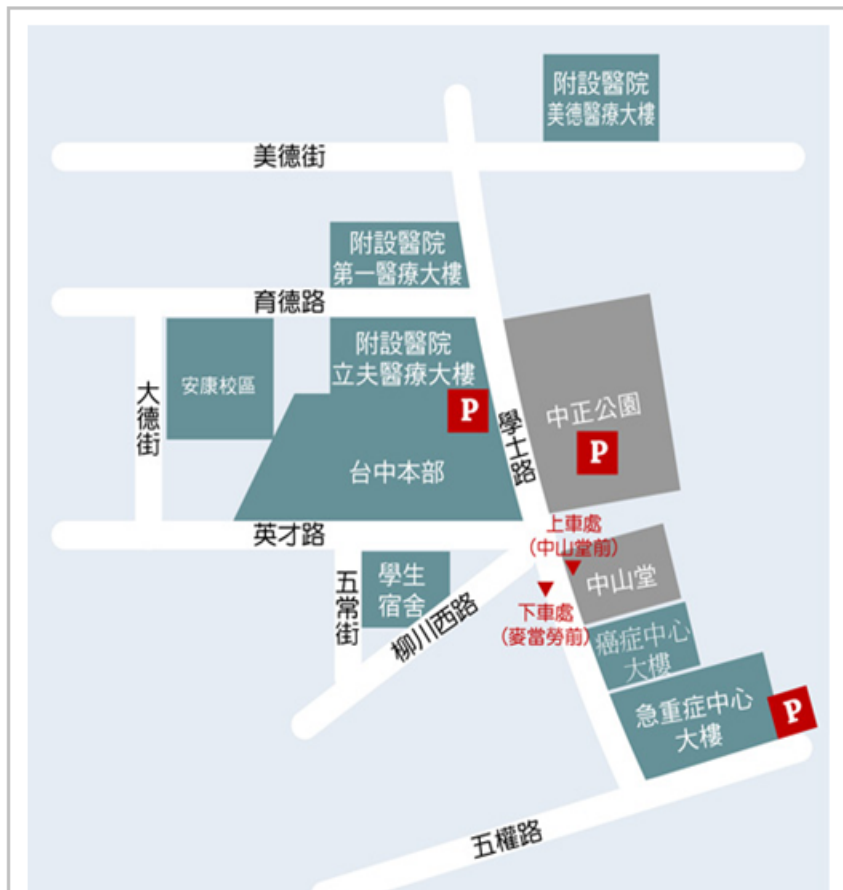 附設醫院
美德醫療大樓
美德街
附設醫院
第一醫療大樓
育德路
附設醫院
立夫醫療大樓
安康校區
大德街
P
中正公園
P
學士路
台中本部
英才路
上車處
(中山堂前)
中山堂
學生
宿舍
五常街
柳川西路
下車處
(麥當勞前)
癌症中心
大樓
急重症中心
大樓
P
五權路